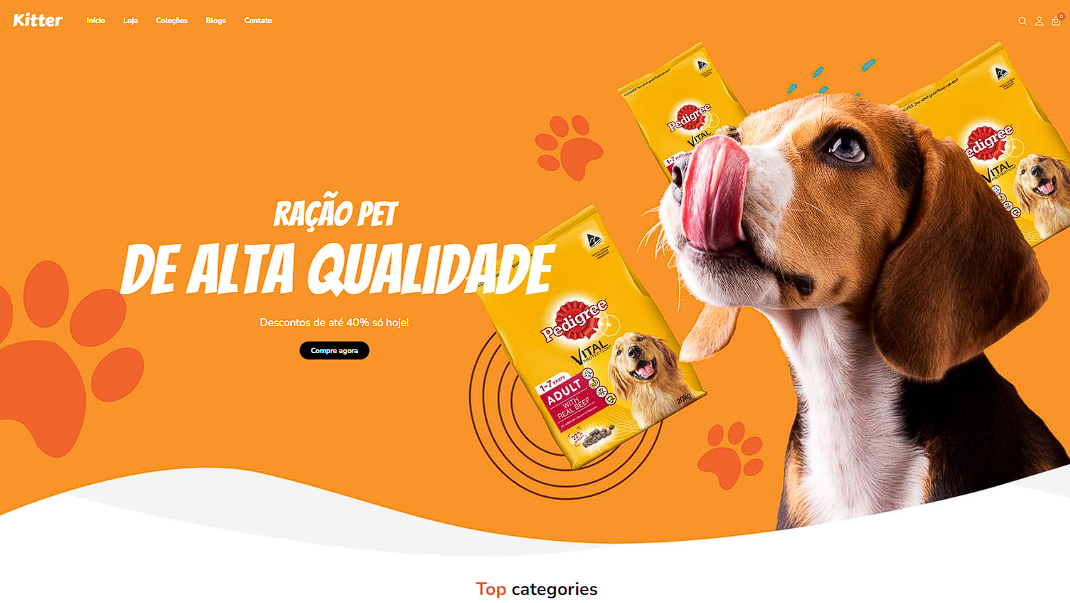 Kitter
Início
Loja
Coleções
Blogs
Contato
0
RAÇÃO PET
DE ALTA QUALIDADE
Descontos de até 40% só hoje!
Compre agora
Pedigree
VITAL
Pedigree
VITAL
Pedigree
VITAL
1-7 YEARS
ADULT
WITH
REAL BEEF
20kg
Top categories